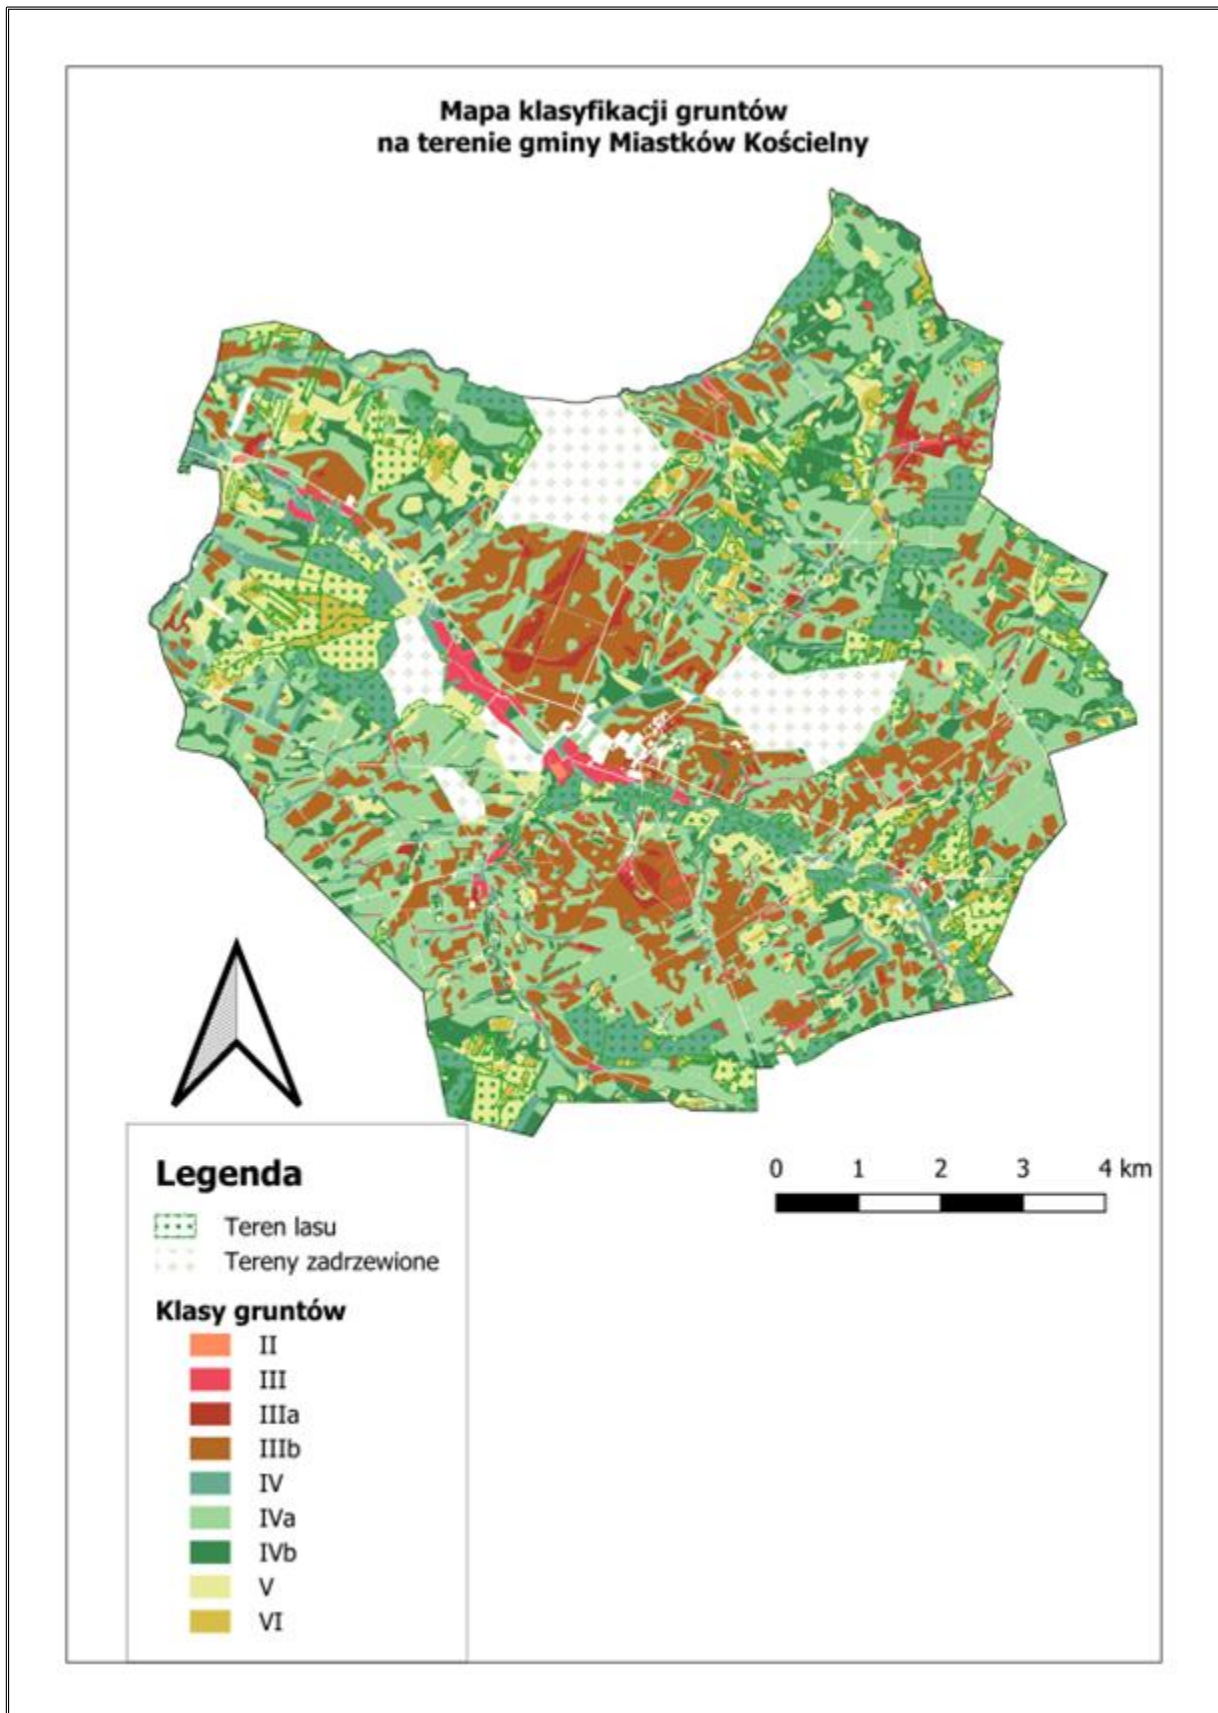 Mapa klasyfikacji gruntów
na terenie gminy Miastków Kościelny
Legenda
Teren lasu
Tereny zadrzewione
Klasy gruntów
II
III
IIIa
IIIb
IV
IVa
IVb
V
VI
0 1 2 3 4 km